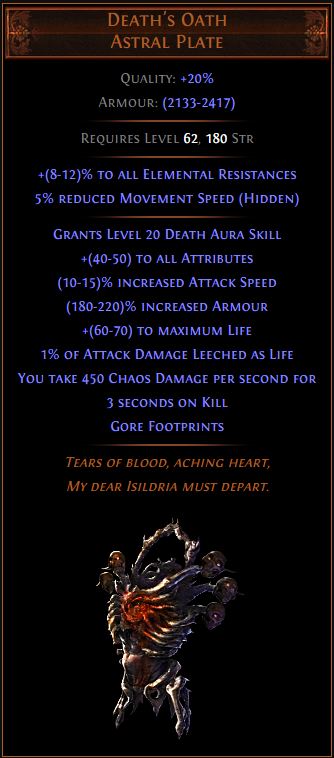 Death's Oath
Astral Plate
Quality: +20%
Armour: (2133-2417)
Requires Level 62, 180 Str
+(8-12)% to all Elemental Resistances
5% reduced Movement Speed (Hidden)
Grants Level 20 Death Aura Skill
+(40-50) to all Attributes
(10-15)% increased Attack Speed
(180-220)% increased Armour
+(60-70) to maximum Life
1% of Attack Damage Leeched as Life
You take 450 Chaos Damage per second for
3 seconds on Kill
Gore Footprints
Tears of blood, aching heart,
My dear Isildria must depart.